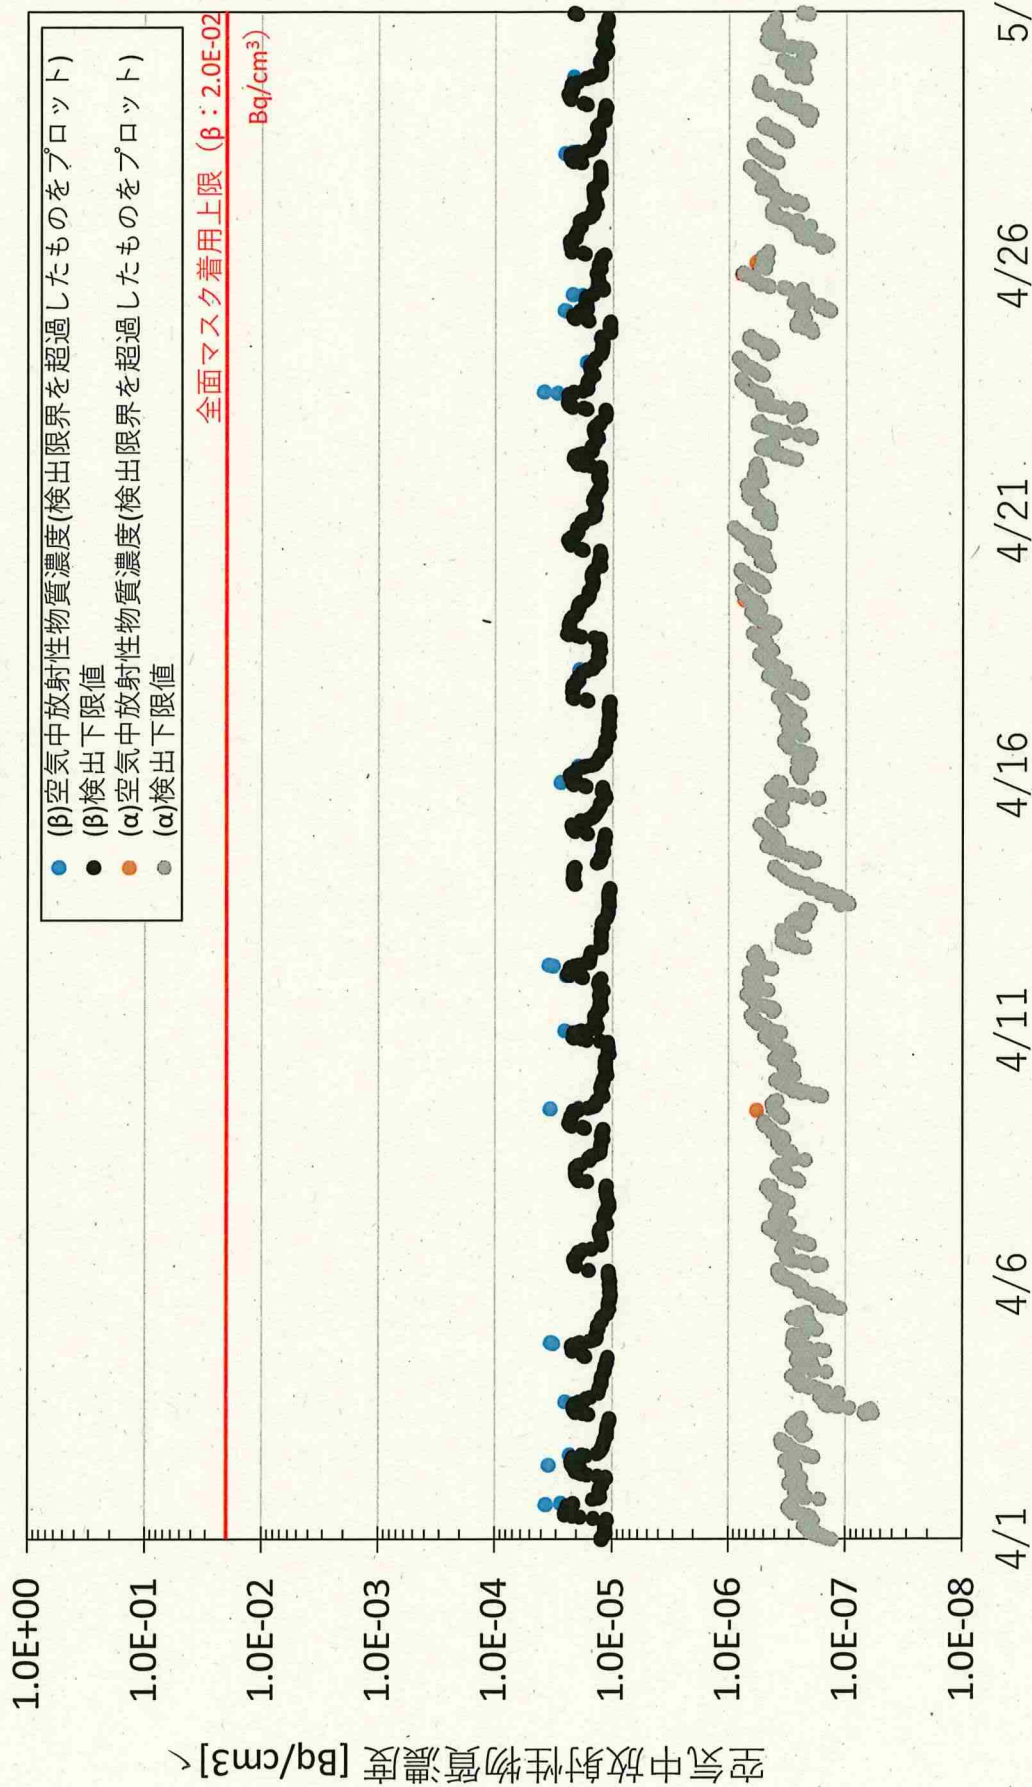 (β)空気中放射性物質濃度(検出限界を超過したものをプロット)
(β)検出下限値
(α)空気中放射性物質濃度(検出限界を超過したものをプロット)
(α)検出下限値
全面マスク着用上限(β:2.0E-02
Bq/cm³)
空気中放射性物質濃度 [Bq/cm3]
1.0E+00
1.0E-01
1.0E-02
1.0E-03
1.0E-04
1.0E-05
1.0E-06
1.0E-07
1.0E-08
4/1
4/6
4/11
4/16
4/21
4/26
5/